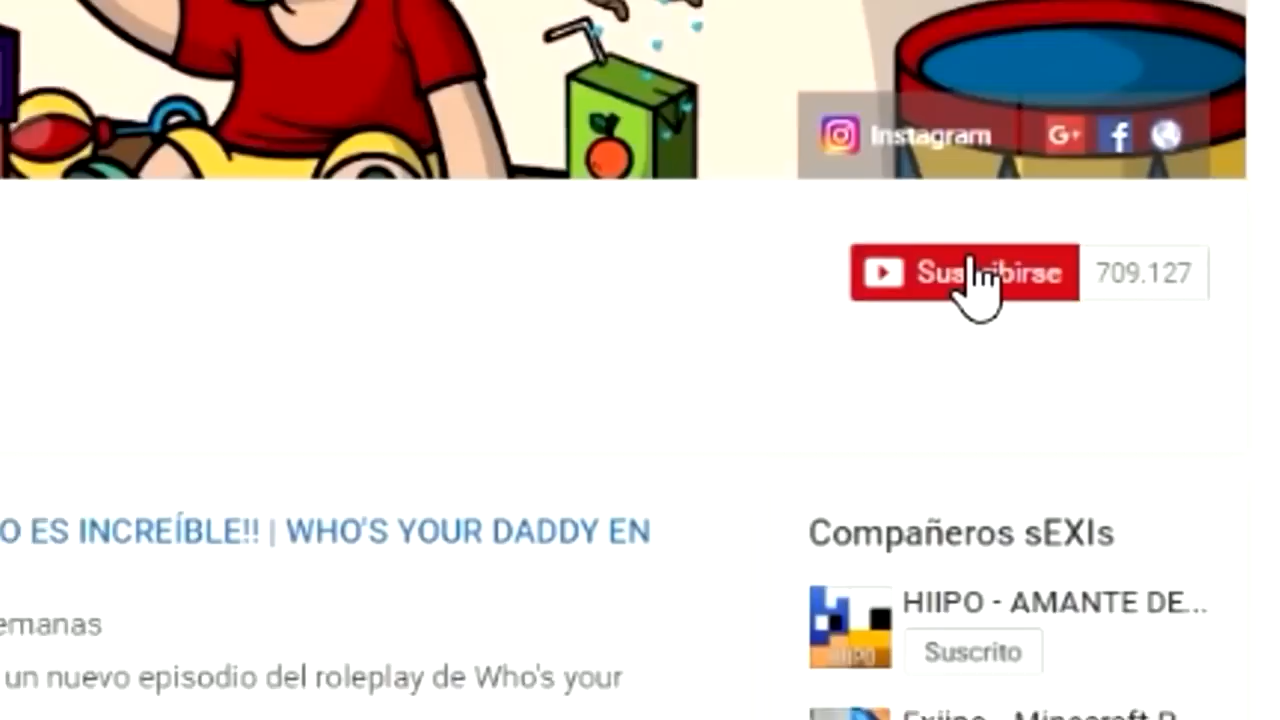 Instagram
G+ f
Suscribirse 709.127
O ES INCREÍBLE!! | WHO'S YOUR DADDY EN
Compañeros sEXIs
HIIPO - AMANTE DE...
emanas
Suscrito
un nuevo episodio del roleplay de Who's your